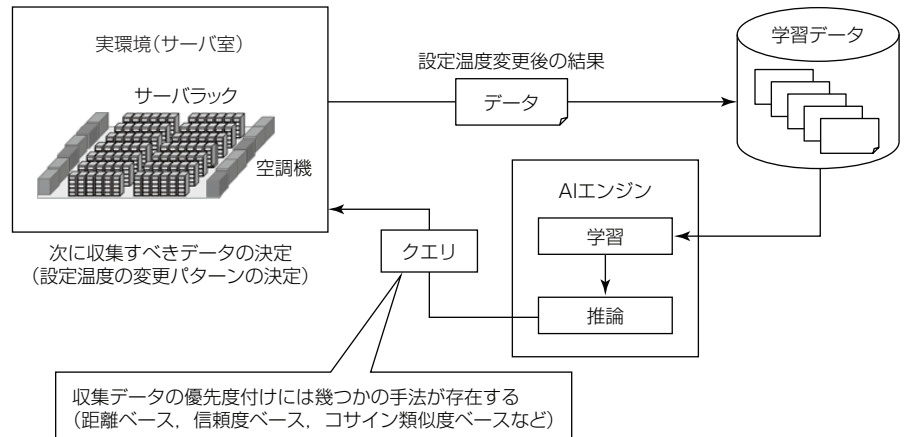 実環境（サーバ室）
サーバラック
空調機
設定温度変更後の結果
データ
学習データ
AIエンジン
学習
推論
クエリ
次に収集すべきデータの決定
（設定温度の変更パターンの決定）
収集データの優先度付けには幾つかの手法が存在する
（距離ベース，信頼度ベース，コサイン類似度ベースなど）